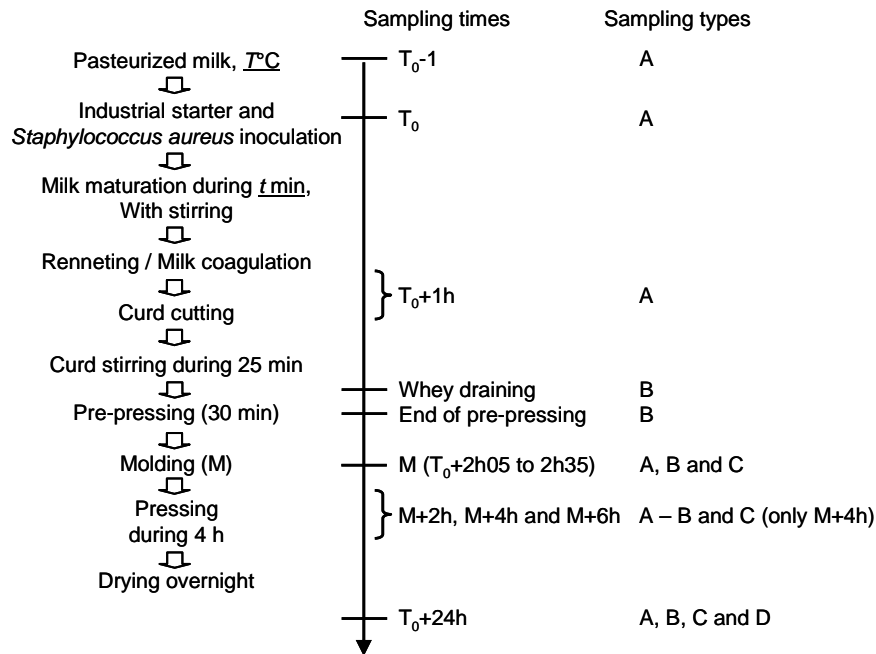 Sampling times Sampling types
Pasteurized milk, T°C T0-1 A
Industrial starter and
Staphylococcus aureus inoculation T0 A
Milk maturation during t min,
With stirring
Renneting / Milk coagulation
T0+1h A
Curd cutting
Curd stirring during 25 min
Whey draining B
Pre-pressing (30 min) End of pre-pressing B
Molding (M) M (T0+2h05 to 2h35) A, B and C
Pressing
during 4 h M+2h, M+4h and M+6h A – B and C (only M+4h)
Drying overnight
T0+24h A, B, C and D